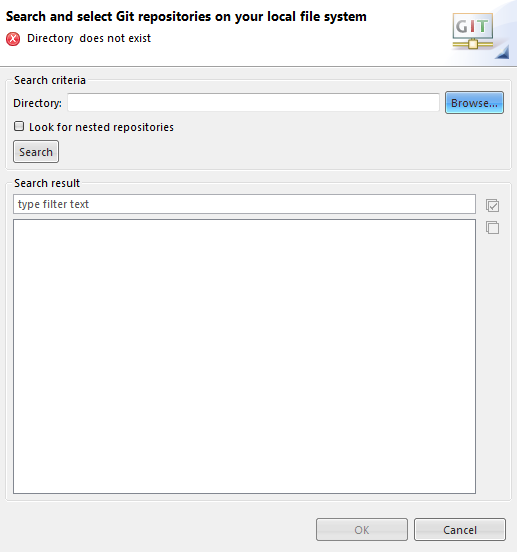 Search and select Git repositories on your local file system
Directory  does not exist
GIT
Search criteria
Directory:
Browse...
Look for nested repositories
Search
Search result
type filter text
OK
Cancel